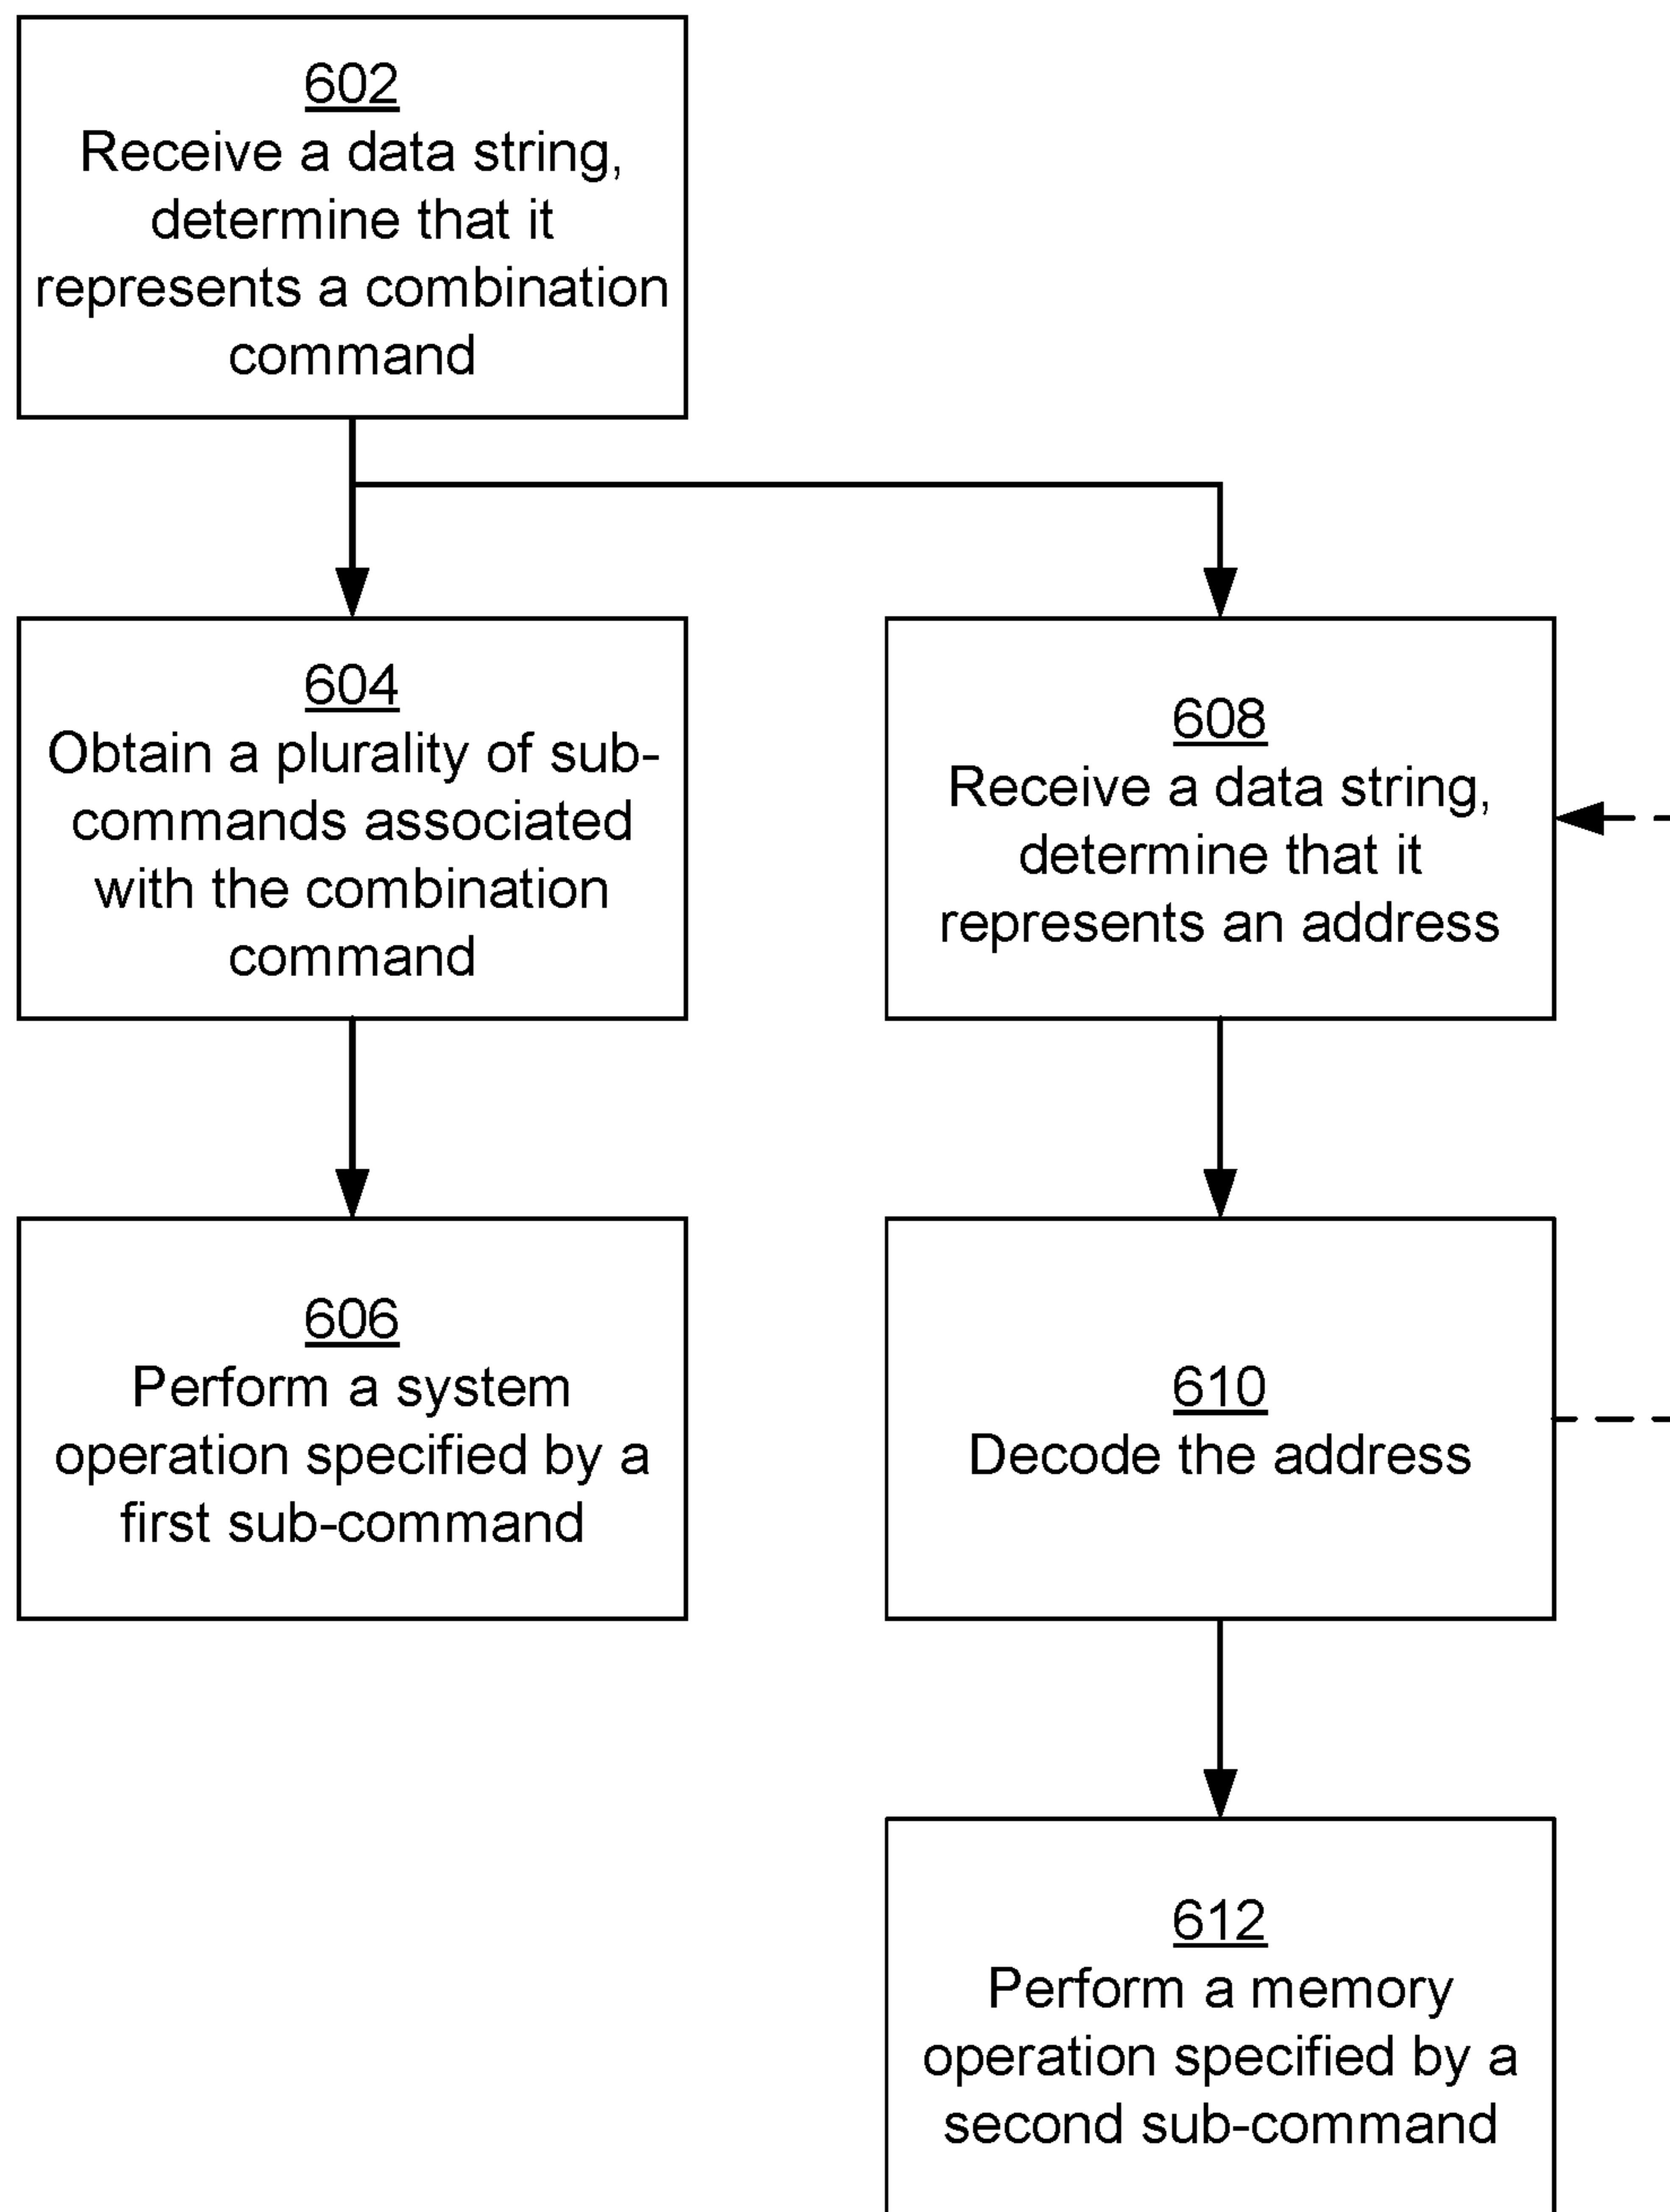 602
Receive a data string,
determine that it
represents a combination
command
604
Obtain a plurality of sub-
commands associated
with the combination
command
606
Perform a system
operation specified by a
first sub-command
608
Receive a data string,
determine that it
represents an address
610
Decode the address
612
Perform a memory
operation specified by a
second sub-command